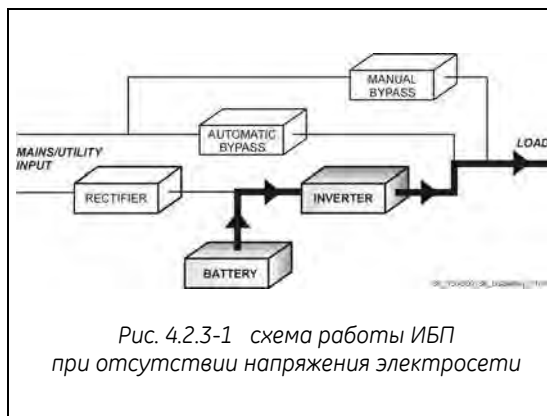 MANUAL
BYPASS
AUTOMATIC
BYPASS
LOAD
MAINS/UTILITY
INPUT
RECTIFIER
INVERTER
BATTERY
Рис. 4.2.3-1 схема работы ИБП
при отсутствии напряжения электросети